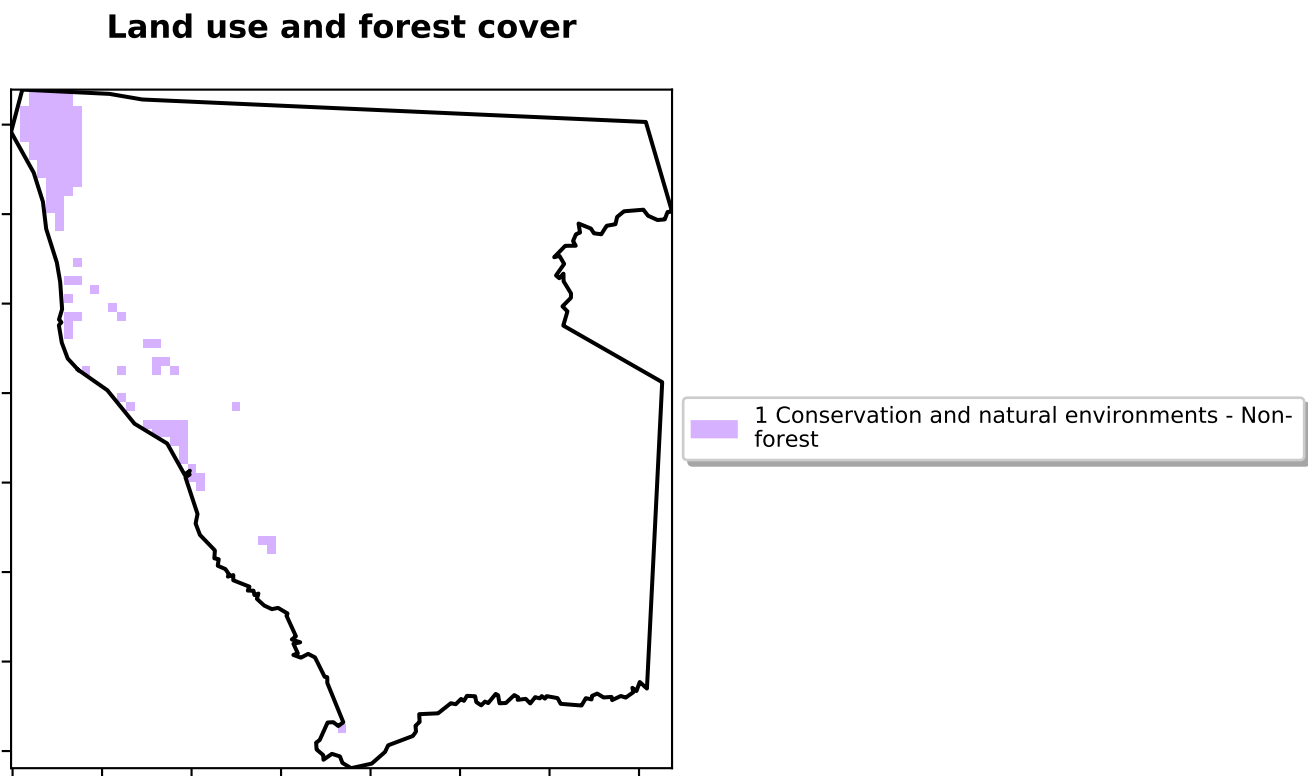 Land use and forest cover
1 Conservation and natural environments - Non-
forest